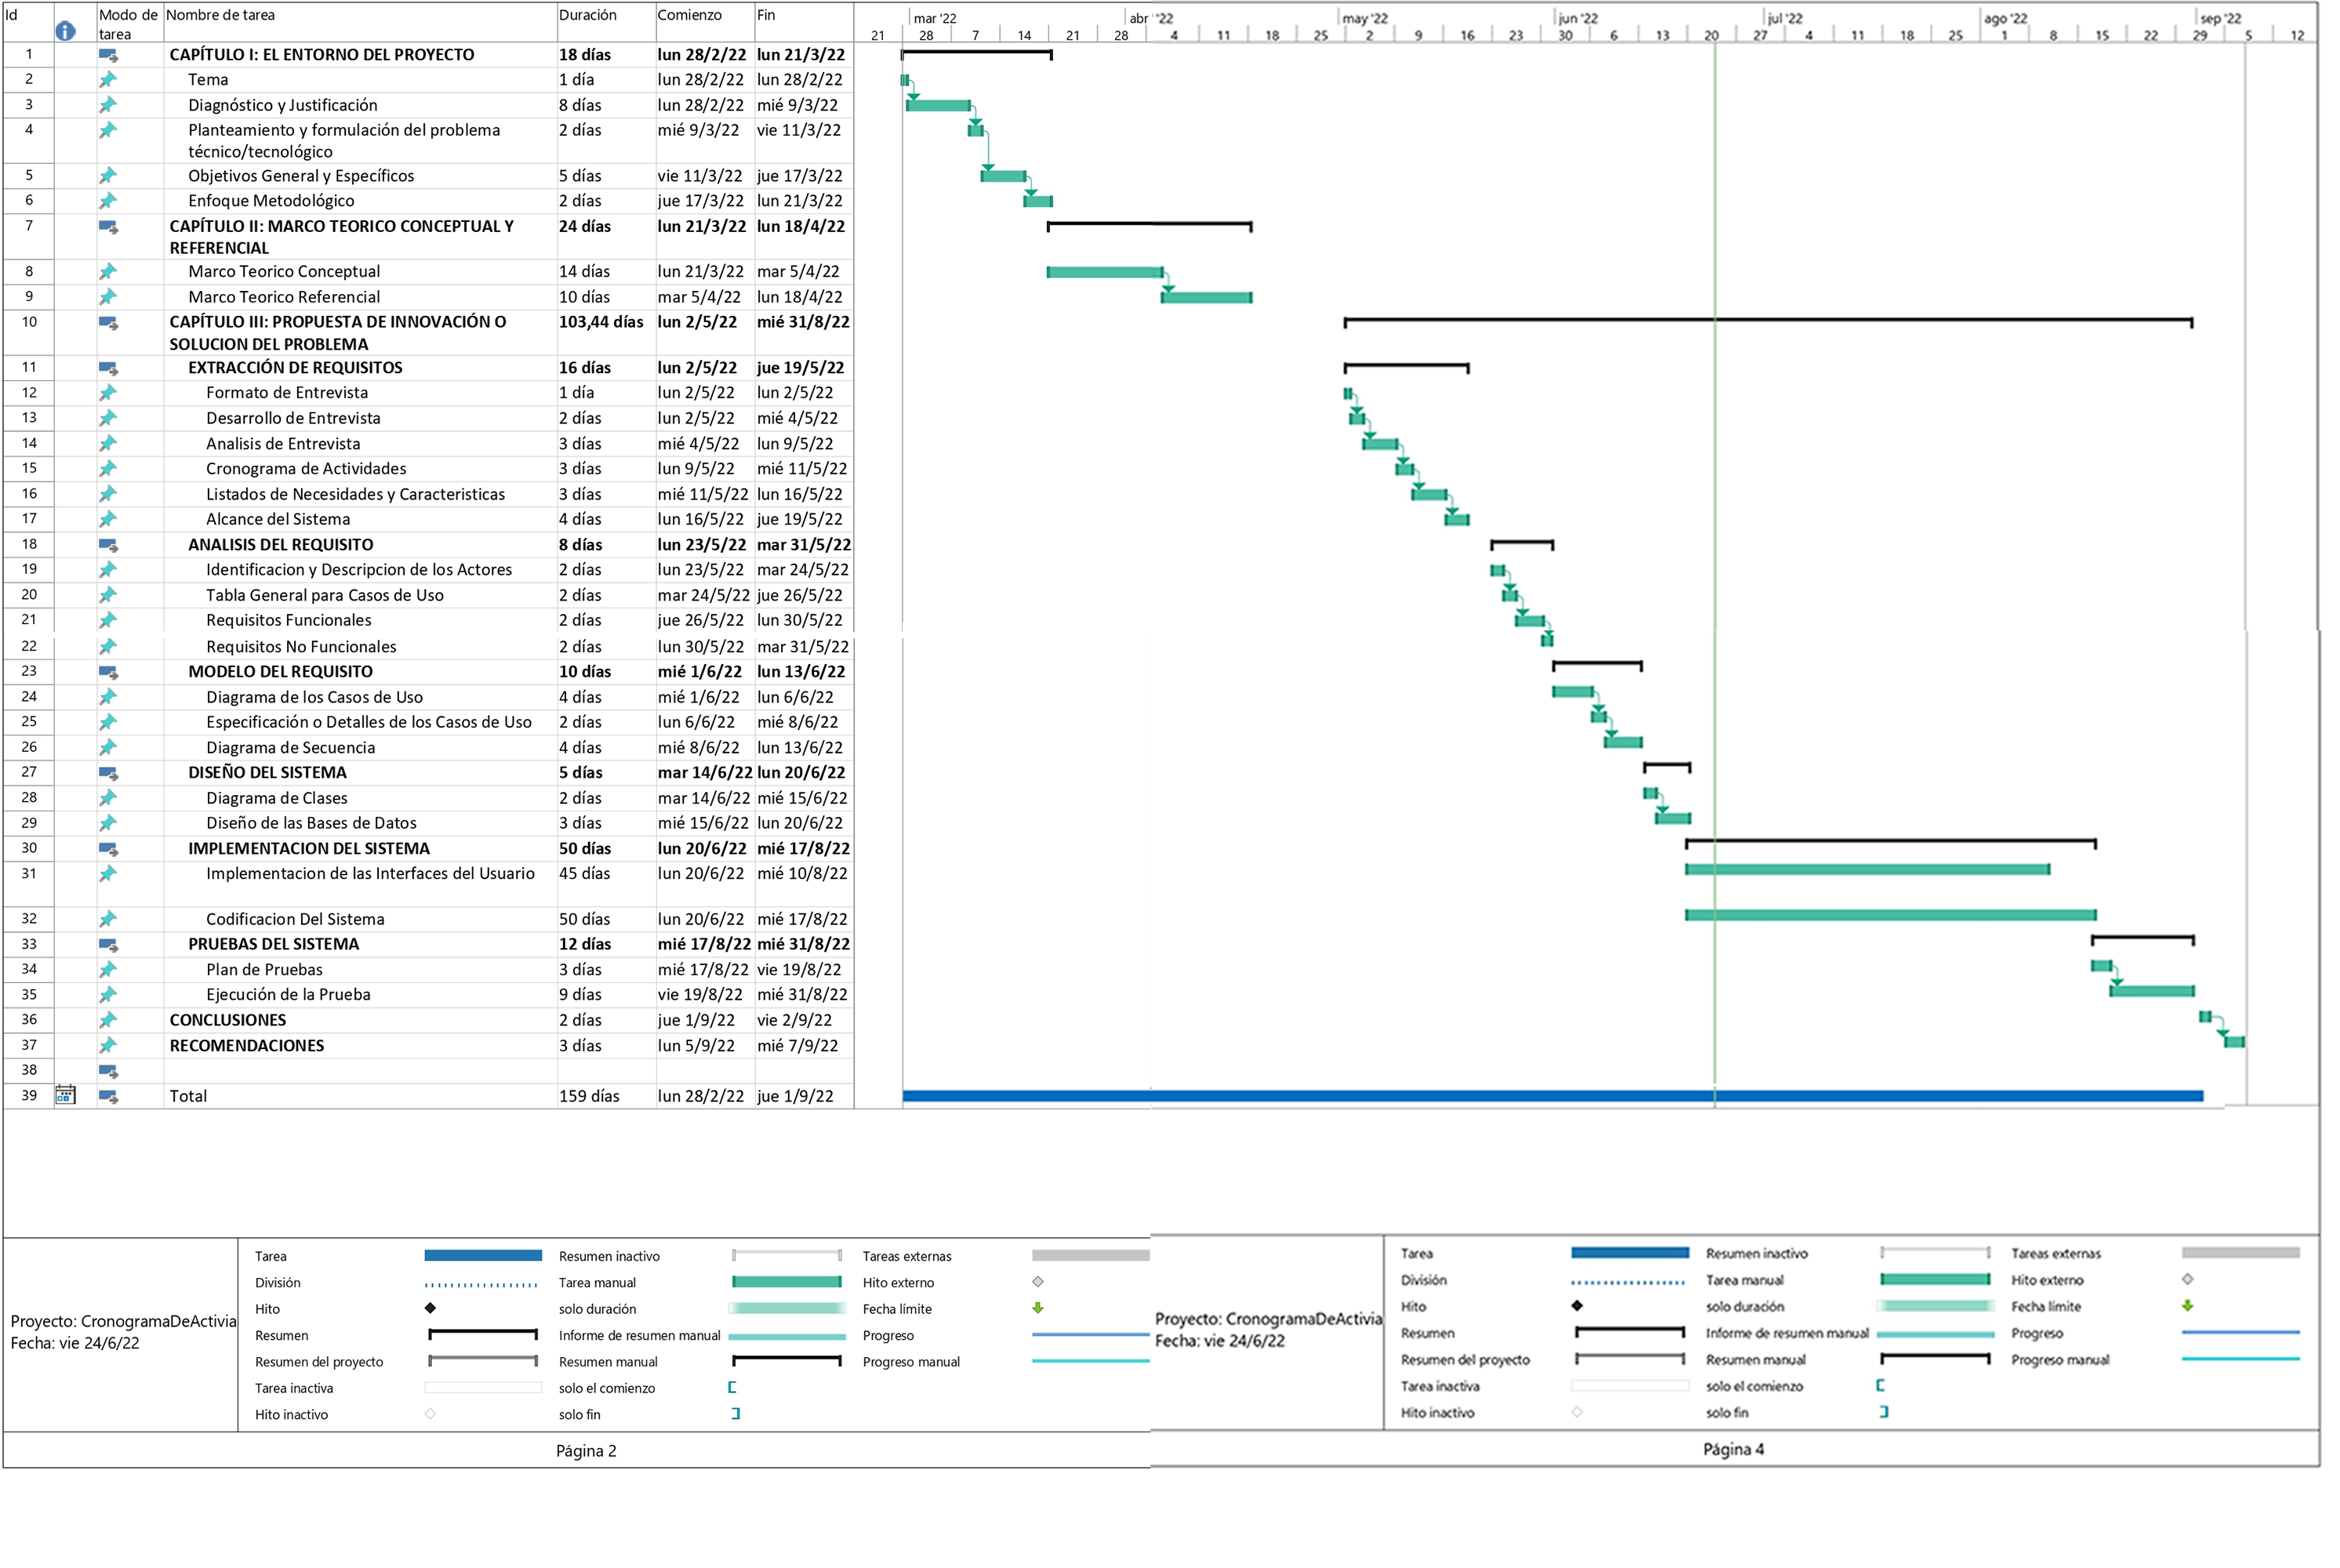 Id Modo de tarea Nombre de tarea Duración Comienzo Fin
mar '22 abr '22 may '22 jun '22 jul '22 ago '22 sep '22
21 28 7 14 21 28 4 11 18 25 2 9 16 23 30 6 13 20 27 4 11 18 25 1 8 15 22 29 5 12
1 CAPÍTULO I: EL ENTORNO DEL PROYECTO 18 días lun 28/2/22 lun 21/3/22
2 Tema 1 día lun 28/2/22 lun 28/2/22
3 Diagnóstico y Justificación 8 días lun 28/2/22 mié 9/3/22
4 Planteamiento y formulación del problema 2 días mié 9/3/22 vie 11/3/22
técnico/tecnológico
5 Objetivos General y Específicos 5 días vie 11/3/22 jue 17/3/22
6 Enfoque Metodológico 2 días jue 17/3/22 lun 21/3/22
7 CAPÍTULO II: MARCO TEORICO CONCEPTUAL Y 24 días lun 21/3/22 lun 18/4/22
REFERENCIAL
8 Marco Teorico Conceptual 14 días lun 21/3/22 mar 5/4/22
9 Marco Teorico Referencial 10 días mar 5/4/22 lun 18/4/22
10 CAPÍTULO III: PROPUESTA DE INNOVACIÓN O 103,44 días lun 2/5/22 mié 31/8/22
SOLUCION DEL PROBLEMA
11 EXTRACCIÓN DE REQUISITOS 16 días lun 2/5/22 jue 19/5/22
12 Formato de Entrevista 1 día lun 2/5/22 lun 2/5/22
13 Desarrollo de Entrevista 2 días lun 2/5/22 mié 4/5/22
14 Analisis de Entrevista 3 días mié 4/5/22 lun 9/5/22
15 Cronograma de Actividades 3 días lun 9/5/22 mié 11/5/22
16 Listados de Necesidades y Caracteristicas 3 días mié 11/5/22 lun 16/5/22
17 Alcance del Sistema 4 días lun 16/5/22 jue 19/5/22
18 ANALISIS DEL REQUISITO 8 días lun 23/5/22 mar 31/5/22
19 Identificacion y Descripcion de los Actores 2 días lun 23/5/22 mar 24/5/22
20 Tabla General para Casos de Uso 2 días mar 24/5/22 jue 26/5/22
21 Requisitos Funcionales 2 días jue 26/5/22 lun 30/5/22
22 Requisitos No Funcionales 2 días lun 30/5/22 mar 31/5/22
23 MODELO DEL REQUISITO 10 días mié 1/6/22 lun 13/6/22
24 Diagrama de los Casos de Uso 4 días mié 1/6/22 lun 6/6/22
25 Especificación o Detalles de los Casos de Uso 2 días lun 6/6/22 mié 8/6/22
26 Diagrama de Secuencia 4 días mié 8/6/22 lun 13/6/22
27 DISEÑO DEL SISTEMA 5 días mar 14/6/22 lun 20/6/22
28 Diagrama de Clases 2 días mar 14/6/22 mié 15/6/22
29 Diseño de las Bases de Datos 3 días mié 15/6/22 lun 20/6/22
30 IMPLEMENTACION DEL SISTEMA 50 días lun 20/6/22 mié 17/8/22
31 Implementacion de las Interfaces del Usuario 45 días lun 20/6/22 mié 10/8/22
32 Codificacion Del Sistema 50 días lun 20/6/22 mié 17/8/22
33 PRUEBAS DEL SISTEMA 12 días mié 17/8/22 mié 31/8/22
34 Plan de Pruebas 3 días mié 17/8/22 vie 19/8/22
35 Ejecución de la Prueba 9 días vie 19/8/22 mié 31/8/22
36 CONCLUSIONES 2 días jue 1/9/22 vie 2/9/22
37 RECOMENDACIONES 3 días lun 5/9/22 mié 7/9/22
38
39 Total 159 días lun 28/2/22 jue 1/9/22
Proyecto: CronogramaDeActivia
Fecha: vie 24/6/22
Tarea Resumen inactivo Tareas externas
División Tarea manual Hito externo
Hito solo duración Fecha límite
Resumen Informe de resumen manual Progreso
Resumen del proyecto Resumen manual Progreso manual
Tarea inactiva solo el comienzo
Hito inactivo solo fin
Página 2
Proyecto: CronogramaDeActivia
Fecha: vie 24/6/22
Tarea Resumen inactivo Tareas externas
División Tarea manual Hito externo
Hito solo duración Fecha límite
Resumen Informe de resumen manual Progreso
Resumen del proyecto Resumen manual Progreso manual
Tarea inactiva solo el comienzo
Hito inactivo solo fin
Página 4